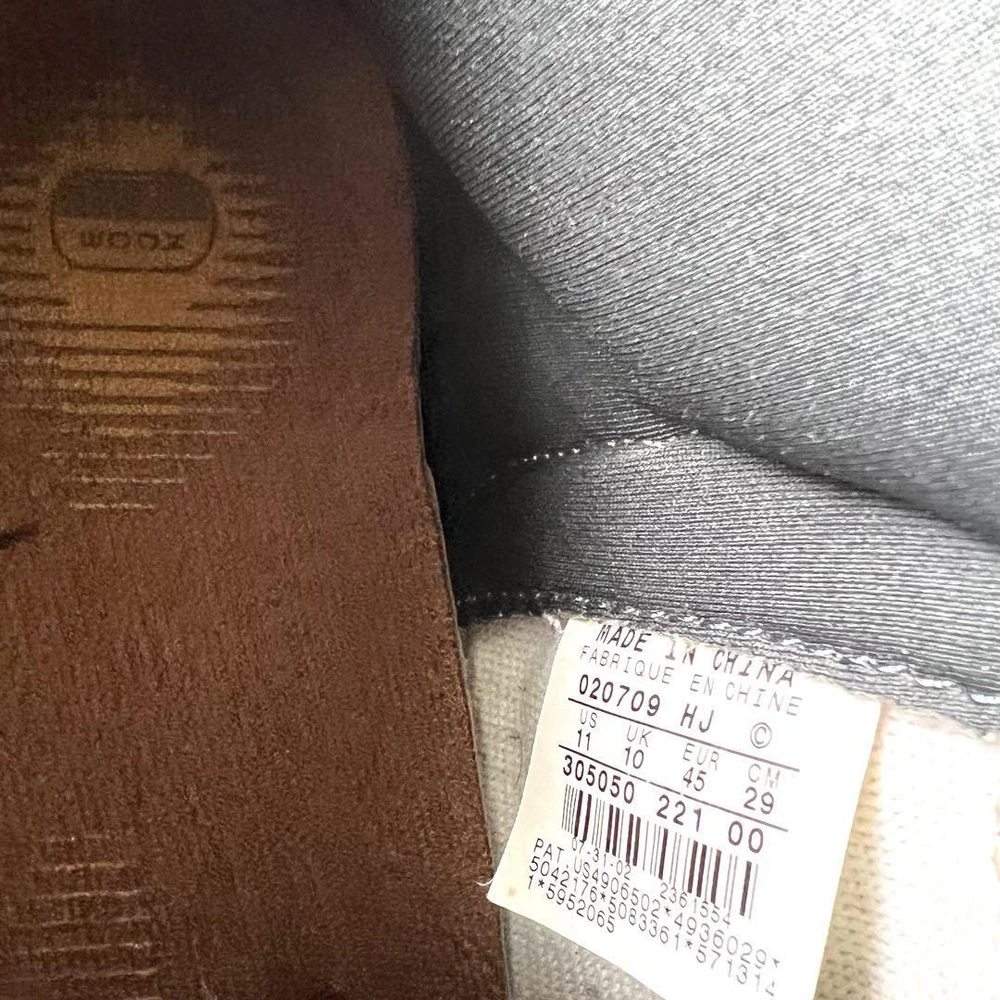 ZOOM
MADE IN CHINA
FABRIQUE EN CHINE
020709 HJ ©
US UK EUR CM
11 10 45 29
305050 221 00
07-31-02 2361554
PAT.US4906502*4936029*
5042176*5083361*571314
1*5952065